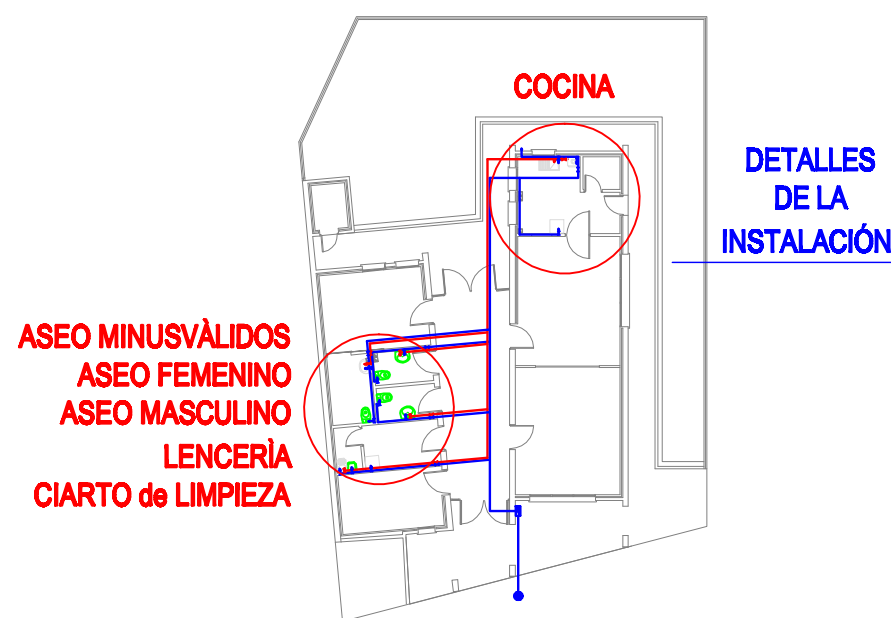 COCINA
DETALLES
DE LA
INSTALACIÓN
ASEO MINUSVÀLIDOS
ASEO FEMENINO
ASEO MASCULINO
LENCERÌA
CIARTO de LIMPIEZA